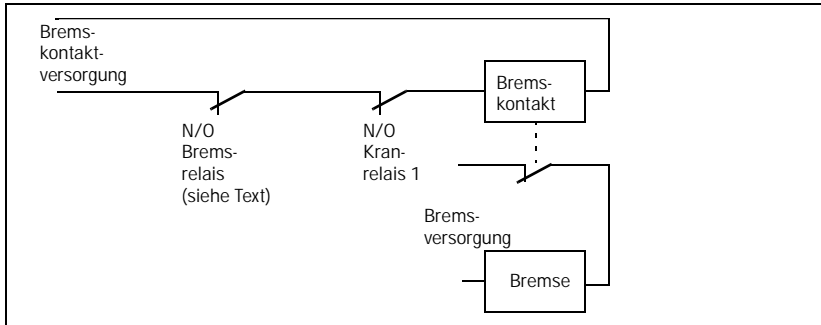 Brems-
kontakt-
versorgung
Brems-
kontakt
N/O
Brems-
relais
(siehe Text)
N/O
Kran-
relais 1
Brems-
versorgung
Bremse